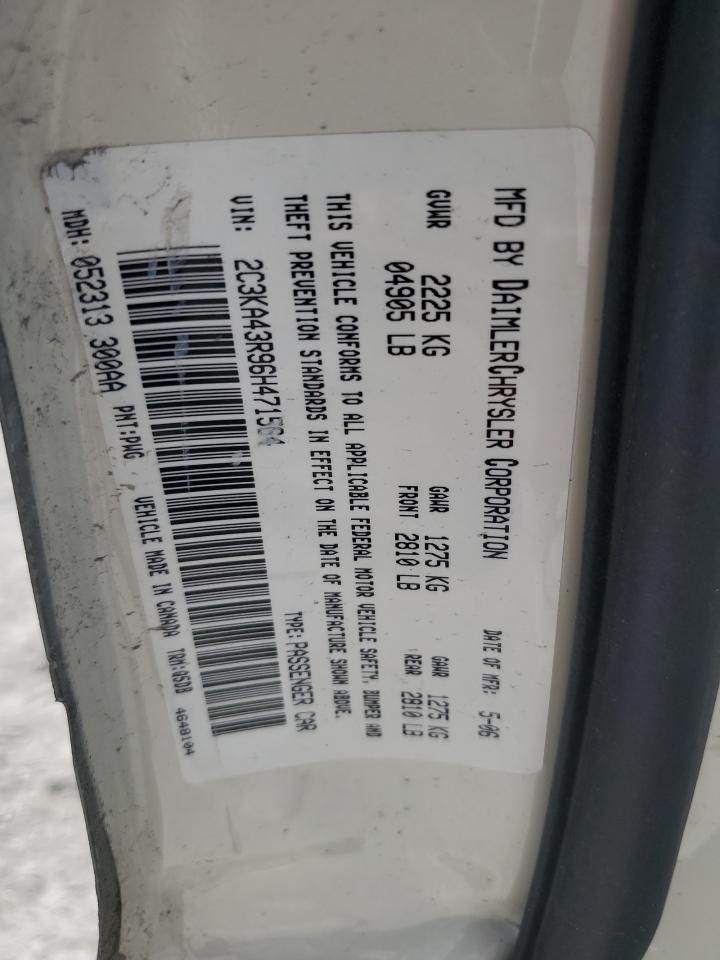 MFD BY DAIMLERCHRYSLER CORPORATION
DATE OF MFR: 5-06
GVWR 2225 KG
04905 LB
GAWR 1275 KG
FRONT 2810 LB
GAWR 1275 KG
REAR 2810 LB
THIS VEHICLE CONFORMS TO ALL APPLICABLE FEDERAL MOTOR VEHICLE SAFETY, BUMPER AND
THEFT PREVENTION STANDARDS IN EFFECT ON THE DATE OF MANUFACTURE SHOWN ABOVE.
VIN: 2C3KA43R96H471564
TYPE: PASSENGER CAR
MDH: 052313 300AA PNT:PWG VEHICLE MADE IN CANADA TRM:Q5D8 4648104